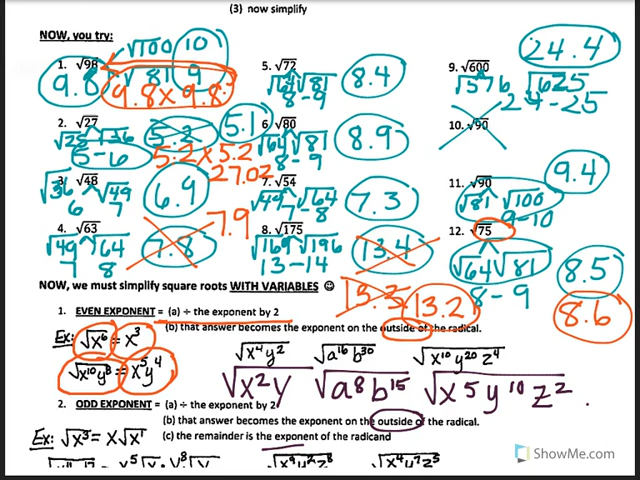 (3) now simplify
NOW, you try:
√100 10
1. √98 √81 9
9.8 9.8 x 9.8
2. √27 5.2 5.1
√25 √36
5-6 5.2 x 5.2
27.02
3. √48 6.9
√36 √49
6 7
4. √63 7.8 7.9
√49 √64
7 8
5. √72 8.4
√64 √81
8-9
6. √80 8.9
√64 √81
8-9
7. √54 7.3
√49 √64
7-8
8. √175 13.4
√169 √196
13-14
13.3 13.2
9. √600 24.4
√576 √625
24-25
10. √90
11. √90 9.4
√81 √100
9-10
12. √75
√64 √81 8.5
8-9 8.6
NOW, we must simplify square roots WITH VARIABLES ☺
1. EVEN EXPONENT = (a) ÷ the exponent by 2
(b) that answer becomes the exponent on the outside of the radical.
Ex: √x⁶ = x³
√x¹⁰y⁸ = x⁵y⁴
√x⁴y² √a¹⁶b³⁰ √x¹⁰y²⁰z⁴
√x²y √a⁸b¹⁵ √x⁵y¹⁰z²
2. ODD EXPONENT = (a) ÷ the exponent by 2
(b) that answer becomes the exponent on the outside of the radical.
Ex: √x³ = x√x¹ (c) the remainder is the exponent of the radicand
ShowMe.com